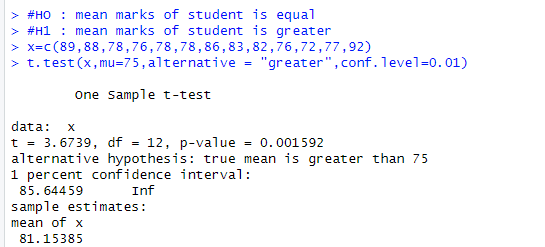 > #HO : mean marks of student is equal
> #H1 : mean marks of student is greater
> x=c(89,88,78,76,78,78,86,83,82,76,72,77,92)
> t.test(x,mu=75,alternative = "greater",conf.level=0.01)
One Sample t-test
data:  x
t = 3.6739, df = 12, p-value = 0.001592
alternative hypothesis: true mean is greater than 75
1 percent confidence interval:
 85.64459      Inf
sample estimates:
mean of x
 81.15385